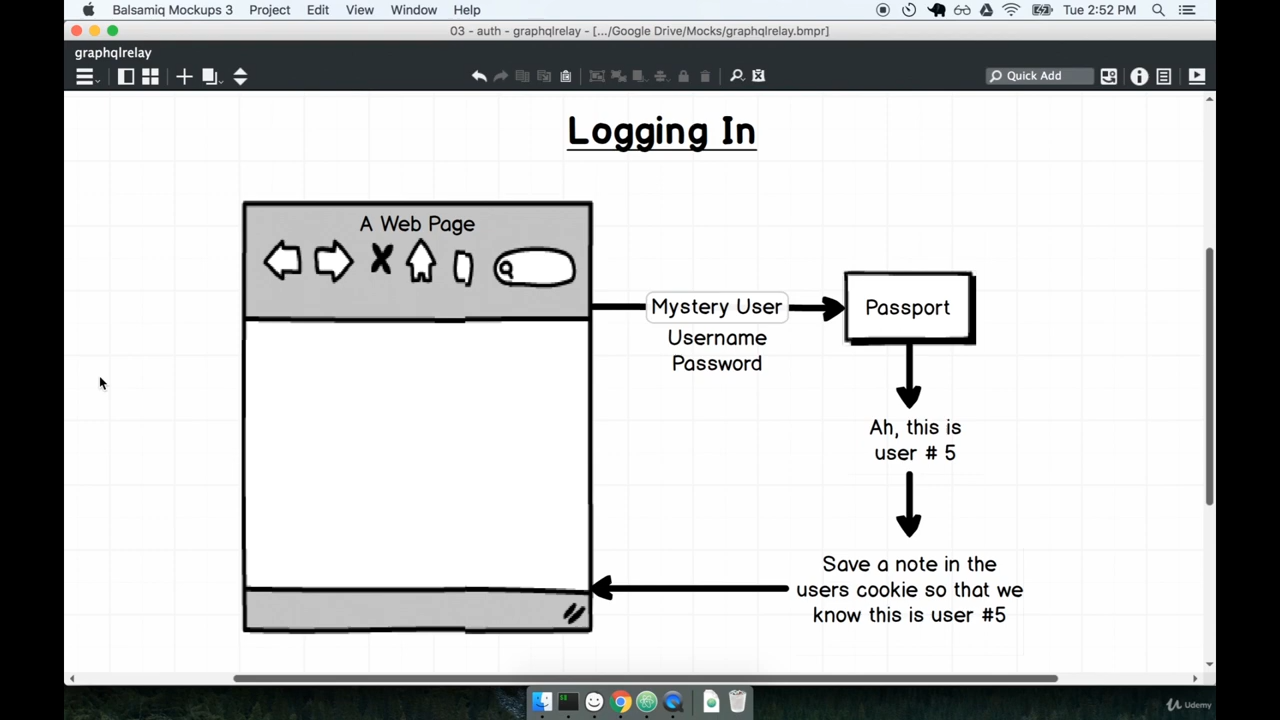 Balsamiq Mockups 3 Project Edit View Window Help Tue 2:52 PM
03 - auth - graphqlrelay - [.../Google Drive/Mocks/graphqlrelay.bmpr]
graphqlrelay
Quick Add
Logging In
A Web Page
Mystery User
Username
Password
Passport
Ah, this is
user # 5
Save a note in the
users cookie so that we
know this is user #5
Udemy